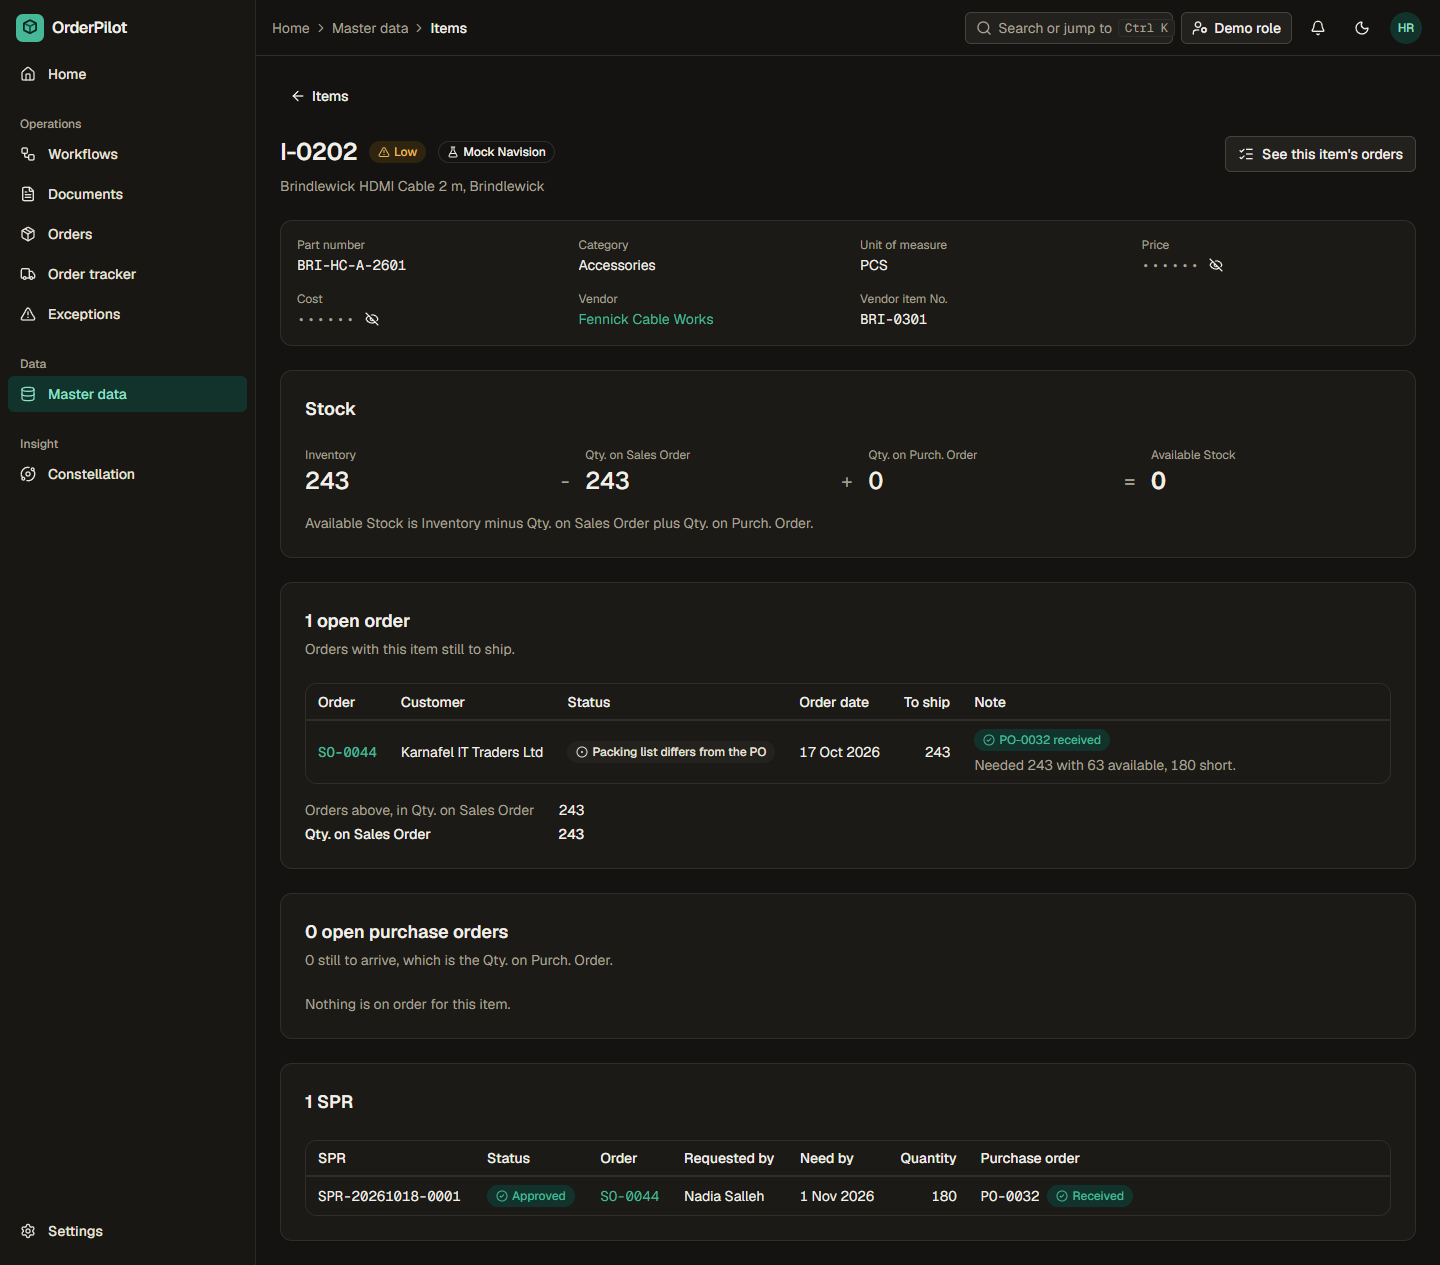 OrderPilot
Home
Operations
Workflows
Documents
Orders
Order tracker
Exceptions
Data
Master data
Insight
Constellation
Settings
Home > Master data > Items
Search or jump to Ctrl K
Demo role
HR
Items
I-0202 Low Mock Navision
See this item's orders
Brindlewick HDMI Cable 2 m, Brindlewick
Part number Category Unit of measure Price
BRI-HC-A-2601 Accessories PCS ••••••
Cost Vendor Vendor item No.
•••••• Fennick Cable Works BRI-0301
Stock
Inventory Qty. on Sales Order Qty. on Purch. Order Available Stock
243 - 243 + 0 = 0
Available Stock is Inventory minus Qty. on Sales Order plus Qty. on Purch. Order.
1 open order
Orders with this item still to ship.
Order Customer Status Order date To ship Note
SO-0044 Karnafel IT Traders Ltd Packing list differs from the PO 17 Oct 2026 243 PO-0032 received
Needed 243 with 63 available, 180 short.
Orders above, in Qty. on Sales Order 243
Qty. on Sales Order 243
0 open purchase orders
0 still to arrive, which is the Qty. on Purch. Order.
Nothing is on order for this item.
1 SPR
SPR Status Order Requested by Need by Quantity Purchase order
SPR-20261018-0001 Approved SO-0044 Nadia Salleh 1 Nov 2026 180 PO-0032 Received